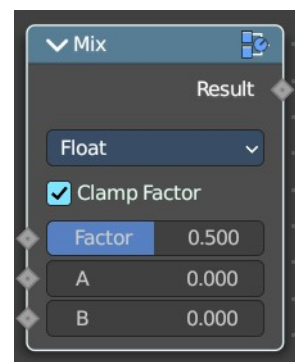 Mix
Result
Float
Clamp Factor
Factor 0.500
A 0.000
B 0.000